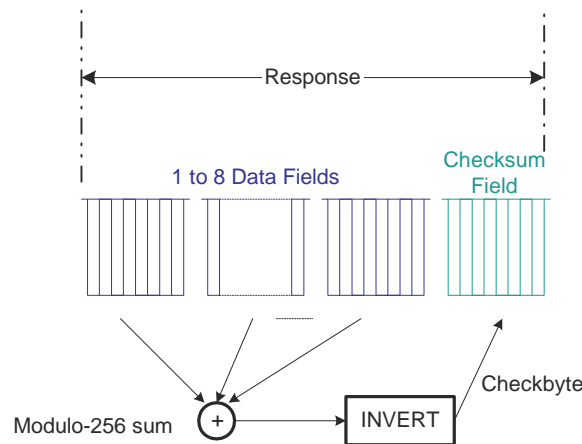 Response
1 to 8 Data Fields
Checksum
Field
Checkbyte
Modulo-256 sum
+
INVERT